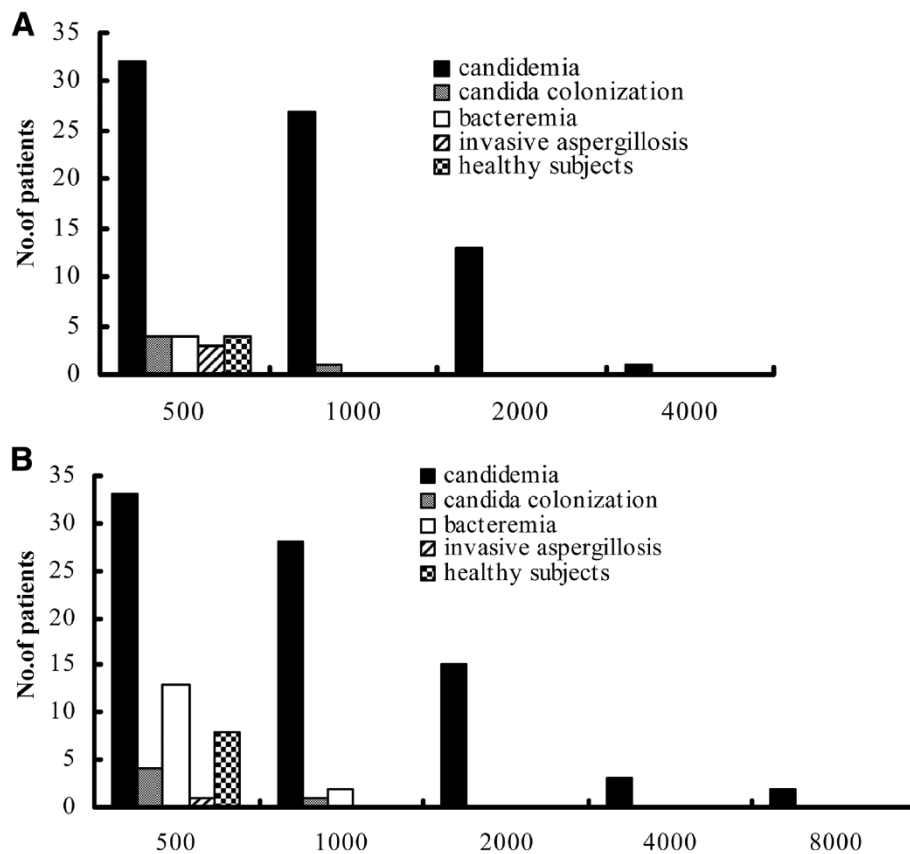 A
35
30
25
20
15
10
5
0
No.of patients
candidemia
candida colonization
bacteremia
invasive aspergillosis
healthy subjects
500 1000 2000 4000
B
35
30
25
20
15
10
5
0
No.of patients
candidemia
candida colonization
bacteremia
invasive aspergillosis
healthy subjects
500 1000 2000 4000 8000